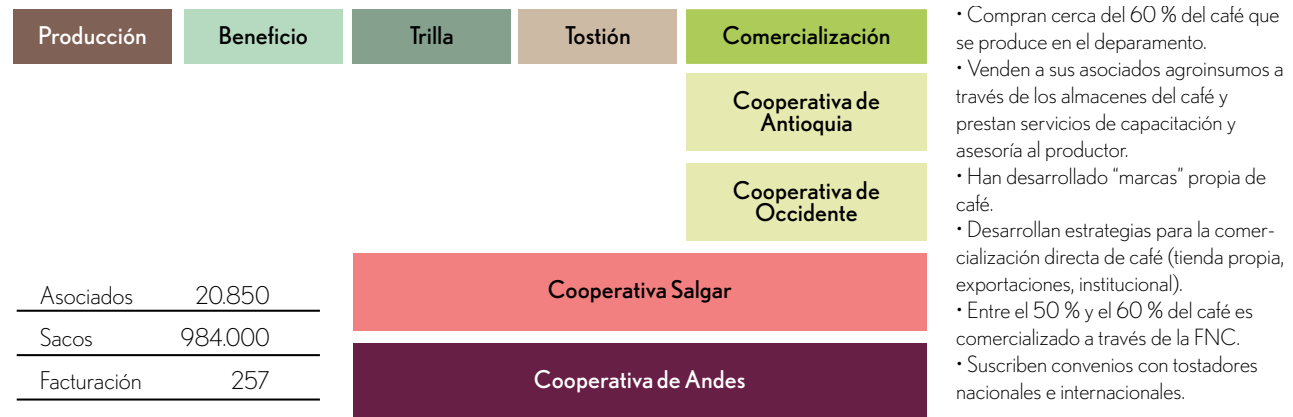 Producción
Beneficio
Trilla
Tostión
Comercialización
Cooperativa de
Antioquia
Cooperativa de
Occidente
Cooperativa Salgar
Cooperativa de Andes
Asociados 20.850
Sacos 984.000
Facturación 257
• Compran cerca del 60 % del café que
se produce en el deparamento.
• Venden a sus asociados agroinsumos a
través de los almacenes del café y
prestan servicios de capacitación y
asesoría al productor.
• Han desarrollado “marcas” propia de
café.
• Desarrollan estrategias para la comer-
cialización directa de café (tienda propia,
exportaciones, institucional).
• Entre el 50 % y el 60 % del café es
comercializado a través de la FNC.
• Suscriben convenios con tostadores
nacionales e internacionales.